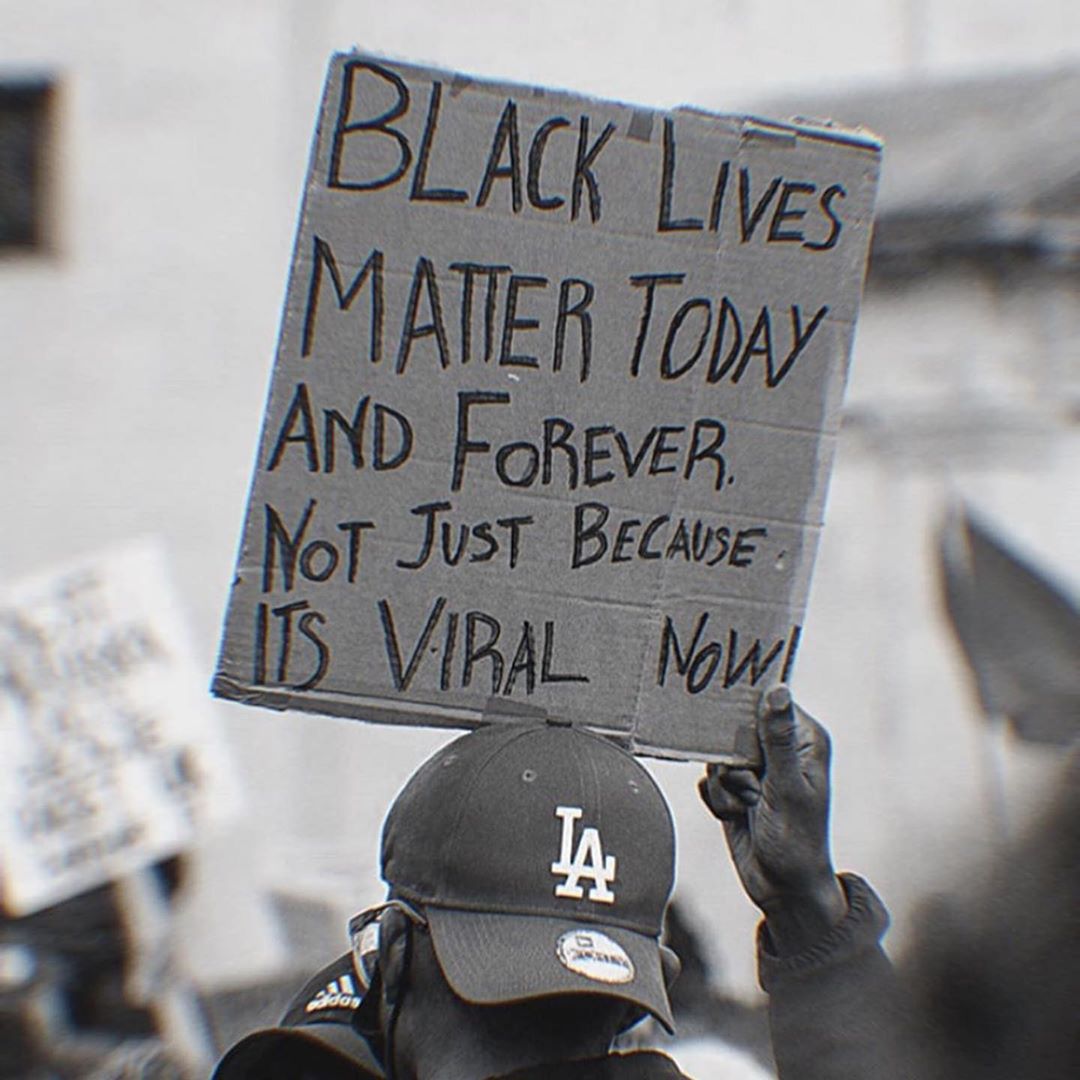 BLACK LIVES
MATTER TODAY
AND FOREVER.
NOT JUST BECAUSE
ITS VIRAL NOW!
LA
adidas